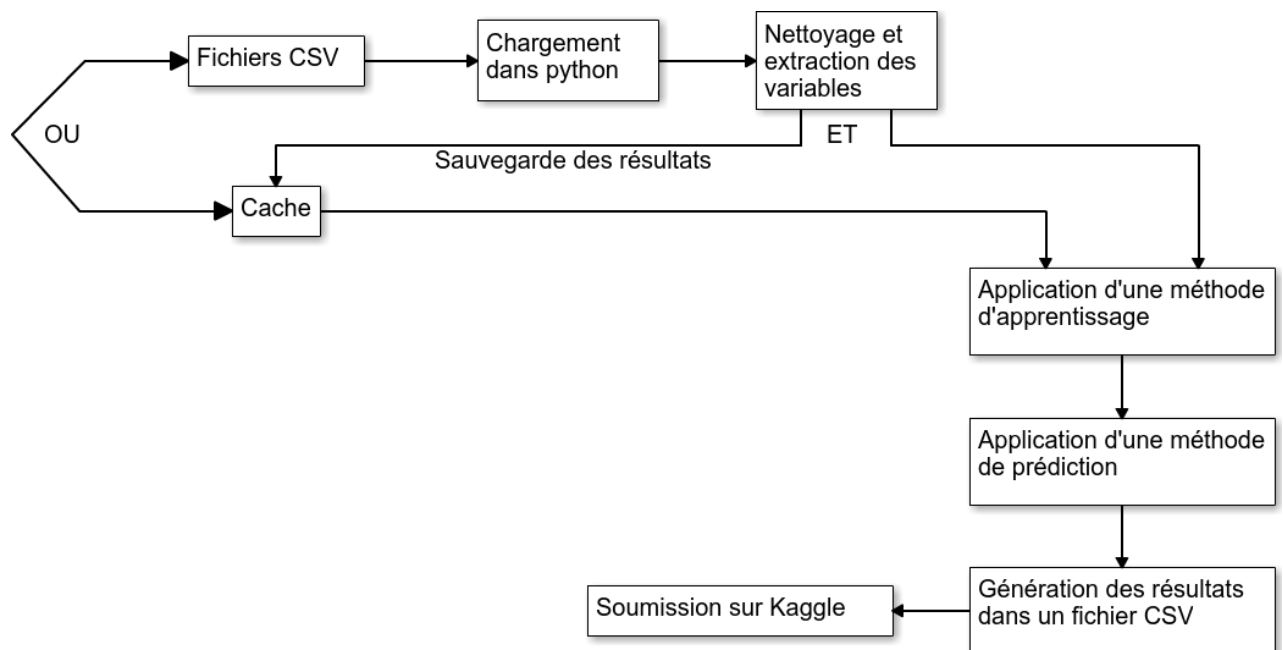 Fichiers CSV
Chargement
dans python
Nettoyage et
extraction des
variables
OU
ET
Sauvegarde des résultats
Cache
Application d'une méthode
d'apprentissage
Application d'une méthode
de prédiction
Génération des résultats
dans un fichier CSV
Soumission sur Kaggle